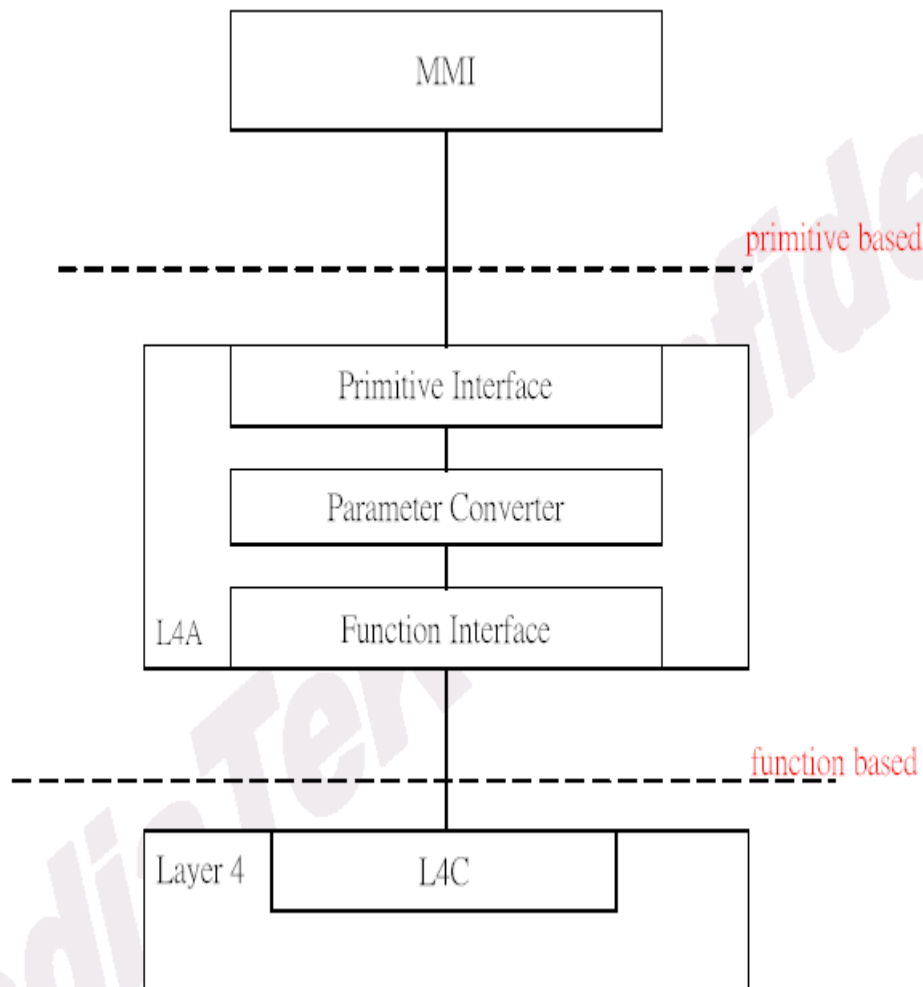 MMI
primitive based
Primitive Interface
Parameter Converter
L4A
Function Interface
function based
Layer 4
L4C